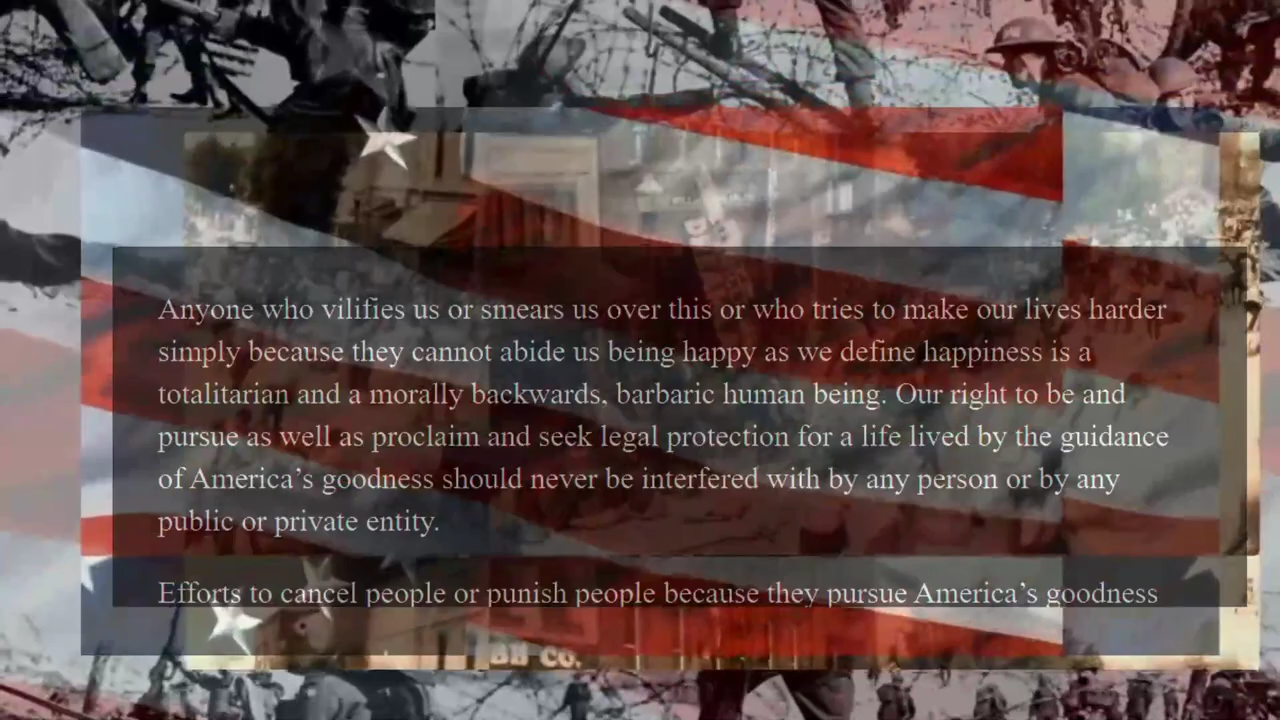 Anyone who vilifies us or smears us over this or who tries to make our lives harder
simply because they cannot abide us being happy as we define happiness is a
totalitarian and a morally backwards, barbaric human being. Our right to be and
pursue as well as proclaim and seek legal protection for a life lived by the guidance
of America’s goodness should never be interfered with by any person or by any
public or private entity.
Efforts to cancel people or punish people because they pursue America’s goodness
CO.